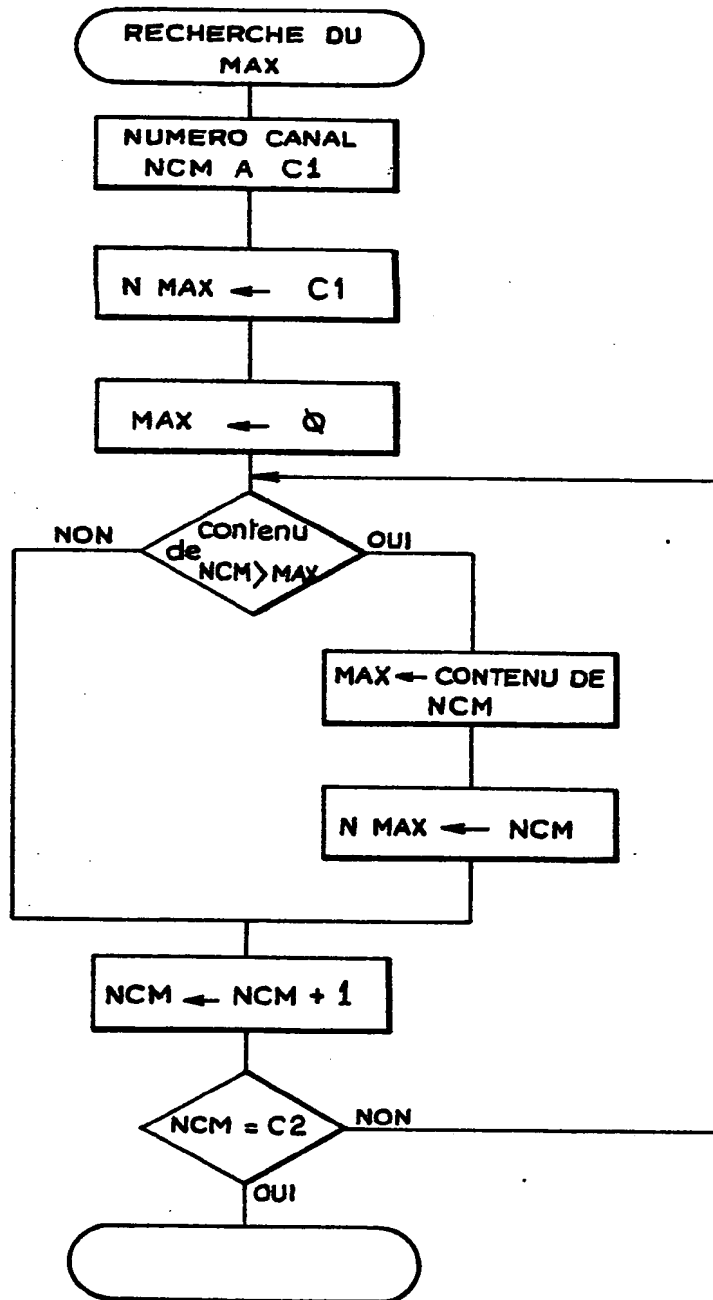 RECHERCHE DU
MAX
NUMERO CANAL
NCM A C1
N MAX ← C1
MAX ← Ø
NON
contenu
de
NCM > MAX
OUI
MAX ← CONTENU DE
NCM
N MAX ← NCM
NCM ← NCM + 1
NCM = C2
NON
OUI